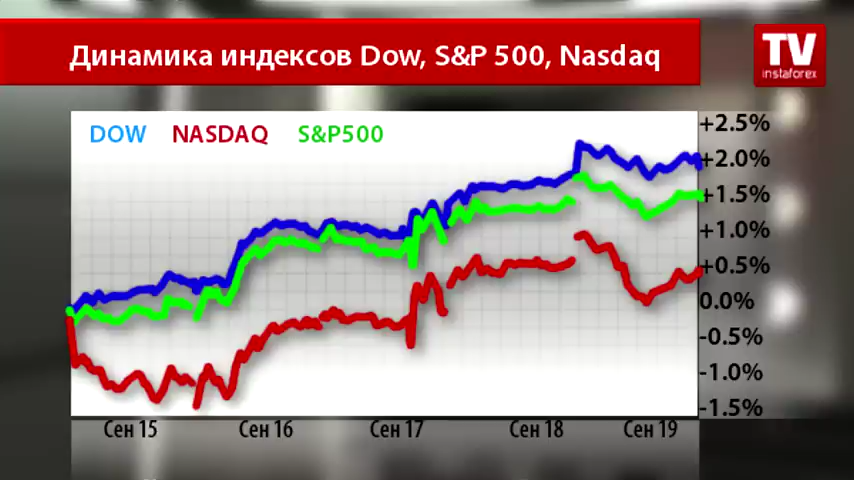 Динамика индексов Dow, S&P 500, Nasdaq
TV
instaforex
DOW NASDAQ S&P500
+2.5%
+2.0%
+1.5%
+1.0%
+0.5%
0.0%
-0.5%
-1.0%
-1.5%
Сен 15 Сен 16 Сен 17 Сен 18 Сен 19